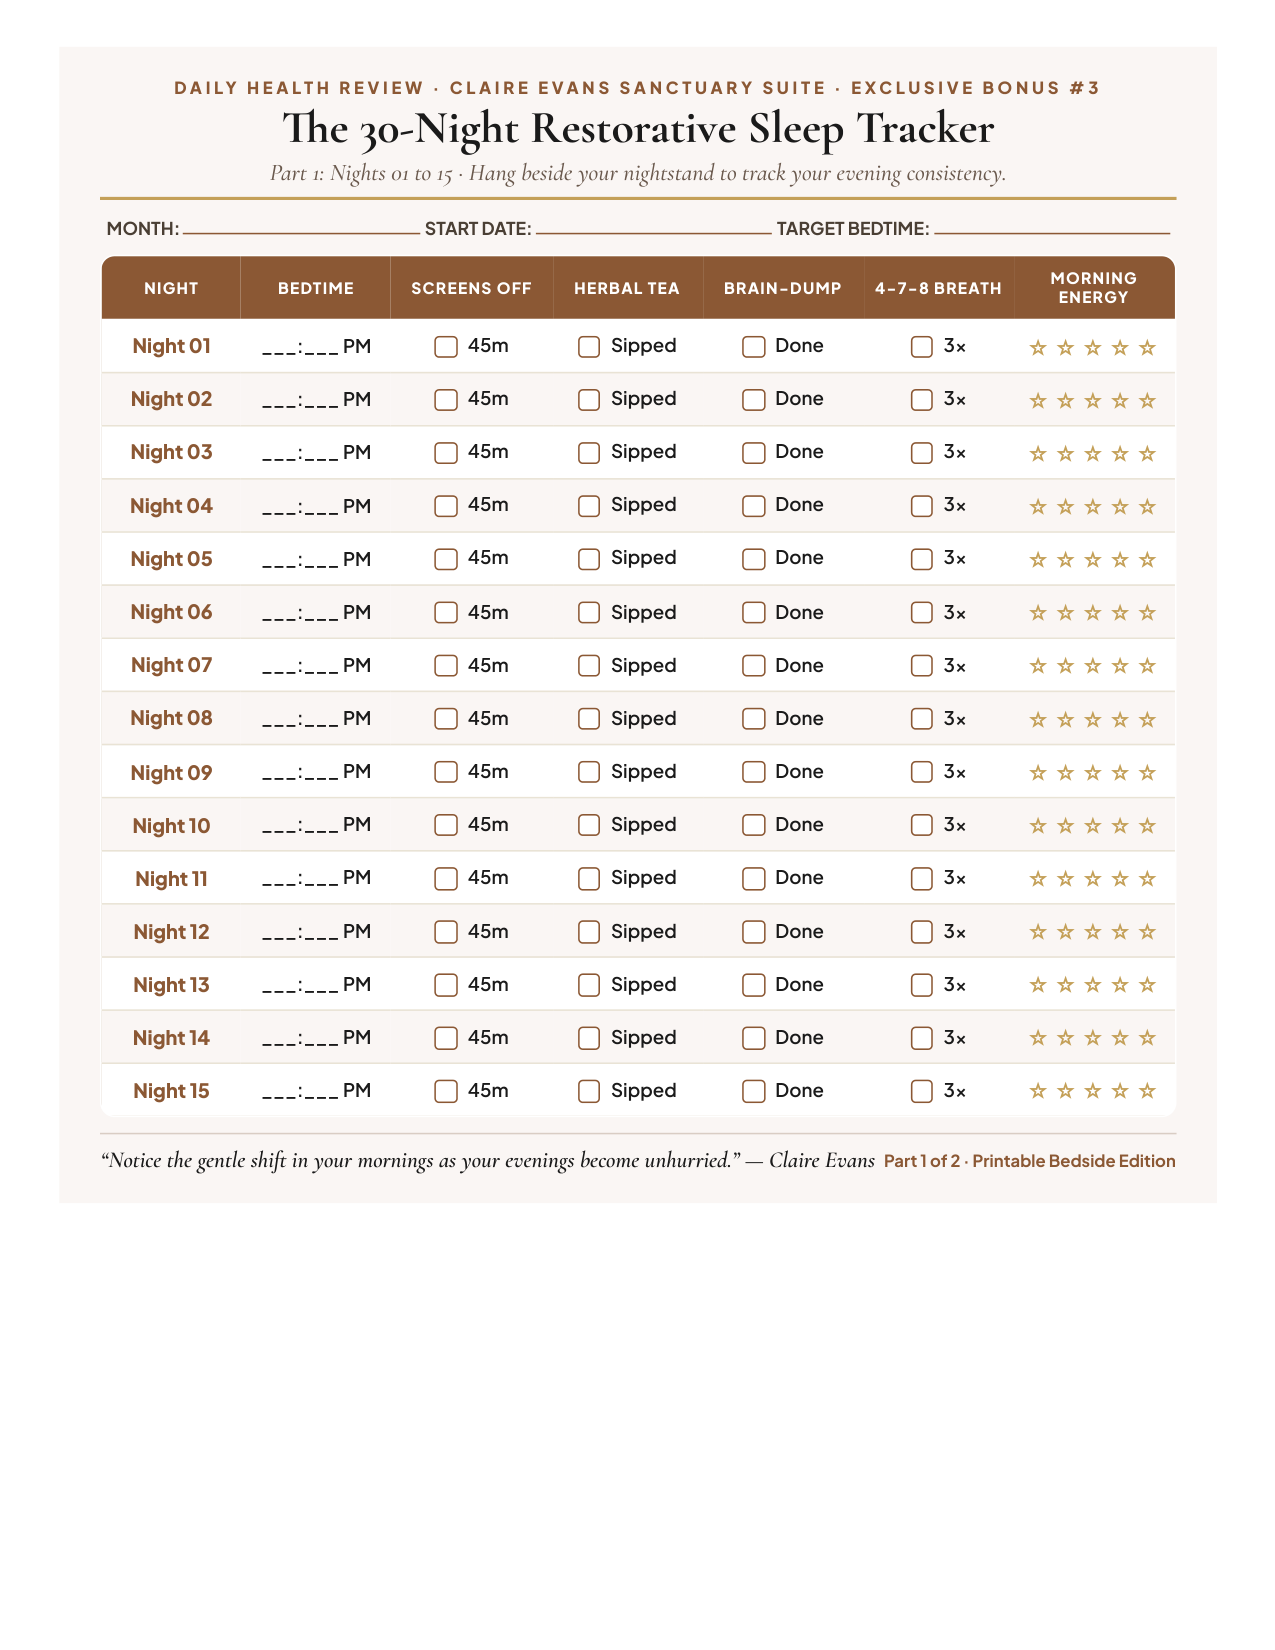 DAILY HEALTH REVIEW · CLAIRE EVANS SANCTUARY SUITE · EXCLUSIVE BONUS #3
The 30-Night Restorative Sleep Tracker
Part 1: Nights 01 to 15 · Hang beside your nightstand to track your evening consistency.
MONTH: START DATE: TARGET BEDTIME:
NIGHT BEDTIME SCREENS OFF HERBAL TEA BRAIN-DUMP 4-7-8 BREATH MORNING ENERGY
Night 01 ___:___ PM 45m Sipped Done 3× ☆ ☆ ☆ ☆ ☆
Night 02 ___:___ PM 45m Sipped Done 3× ☆ ☆ ☆ ☆ ☆
Night 03 ___:___ PM 45m Sipped Done 3× ☆ ☆ ☆ ☆ ☆
Night 04 ___:___ PM 45m Sipped Done 3× ☆ ☆ ☆ ☆ ☆
Night 05 ___:___ PM 45m Sipped Done 3× ☆ ☆ ☆ ☆ ☆
Night 06 ___:___ PM 45m Sipped Done 3× ☆ ☆ ☆ ☆ ☆
Night 07 ___:___ PM 45m Sipped Done 3× ☆ ☆ ☆ ☆ ☆
Night 08 ___:___ PM 45m Sipped Done 3× ☆ ☆ ☆ ☆ ☆
Night 09 ___:___ PM 45m Sipped Done 3× ☆ ☆ ☆ ☆ ☆
Night 10 ___:___ PM 45m Sipped Done 3× ☆ ☆ ☆ ☆ ☆
Night 11 ___:___ PM 45m Sipped Done 3× ☆ ☆ ☆ ☆ ☆
Night 12 ___:___ PM 45m Sipped Done 3× ☆ ☆ ☆ ☆ ☆
Night 13 ___:___ PM 45m Sipped Done 3× ☆ ☆ ☆ ☆ ☆
Night 14 ___:___ PM 45m Sipped Done 3× ☆ ☆ ☆ ☆ ☆
Night 15 ___:___ PM 45m Sipped Done 3× ☆ ☆ ☆ ☆ ☆
“Notice the gentle shift in your mornings as your evenings become unhurried.” — Claire Evans Part 1 of 2 · Printable Bedside Edition